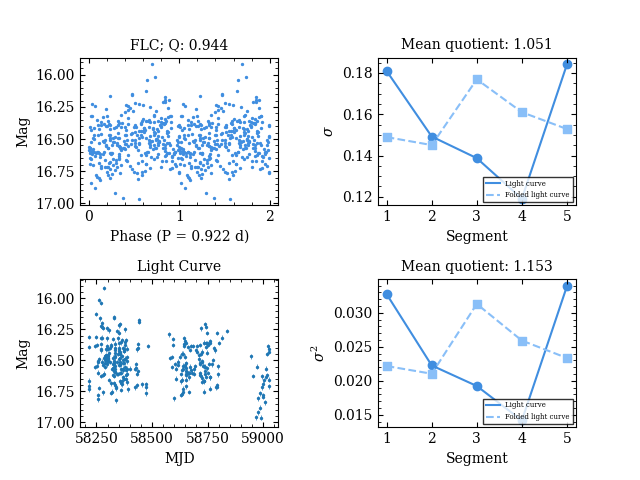 FLC; Q: 0.944
Mag
16.00
16.25
16.50
16.75
17.00
0
1
2
Phase (P = 0.922 d)
Mean quotient: 1.051
σ
0.18
0.16
0.14
0.12
1
2
3
4
5
Light curve
Folded light curve
Segment
Light Curve
Mag
16.00
16.25
16.50
16.75
17.00
58250
58500
58750
59000
MJD
Mean quotient: 1.153
σ²
0.030
0.025
0.020
0.015
1
2
3
4
5
Light curve
Folded light curve
Segment